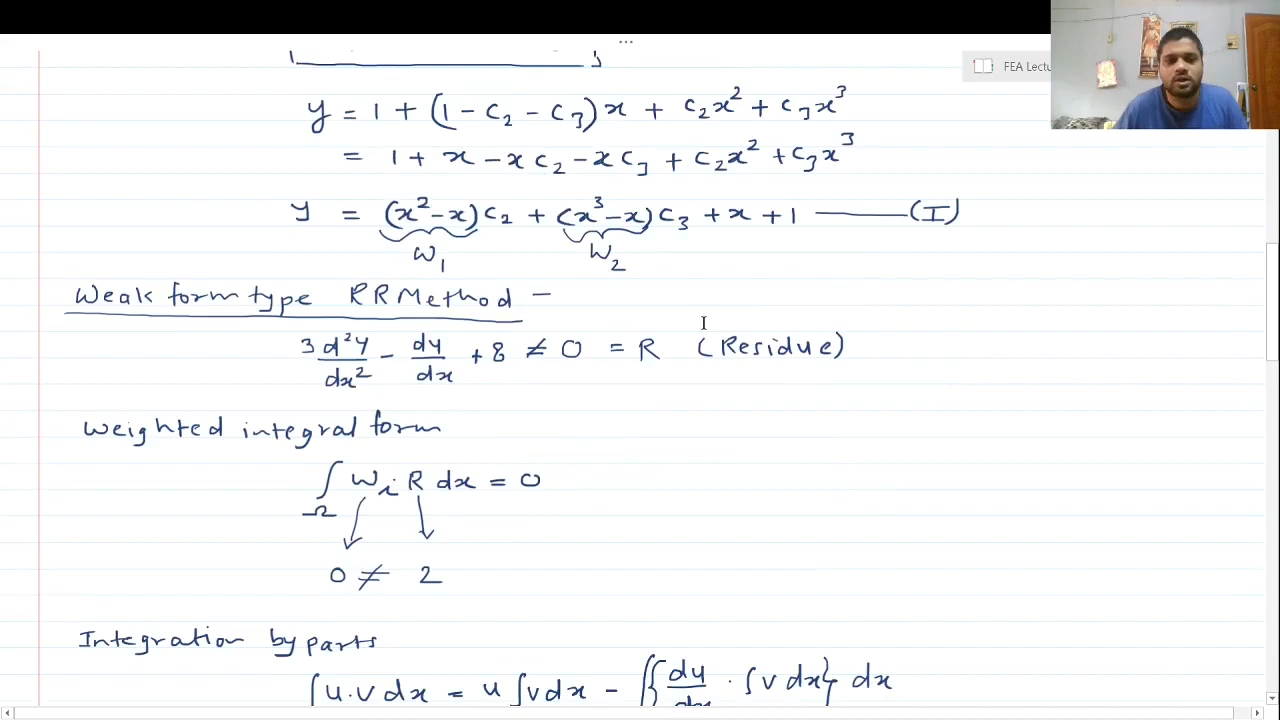 FEA Lectu
y = 1 + (1 - c₂ - c₃)x + c₂x² + c₃x³
= 1 + x - xc₂ - xc₃ + c₂x² + c₃x³
y = (x² - x)c₂ + (x³ - x)c₃ + x + 1 —— (I)
W₁ W₂
Weak form type RR Method -
3 d²y/dx² - dy/dx + 8 ≠ 0 = R (Residue)
Weighted integral form
∫_Ω Wᵢ R dx = 0
0 ≠ 2
Integration by parts
∫ u.v dx = u ∫v dx - ∫{ du/dx . ∫v dx} dx